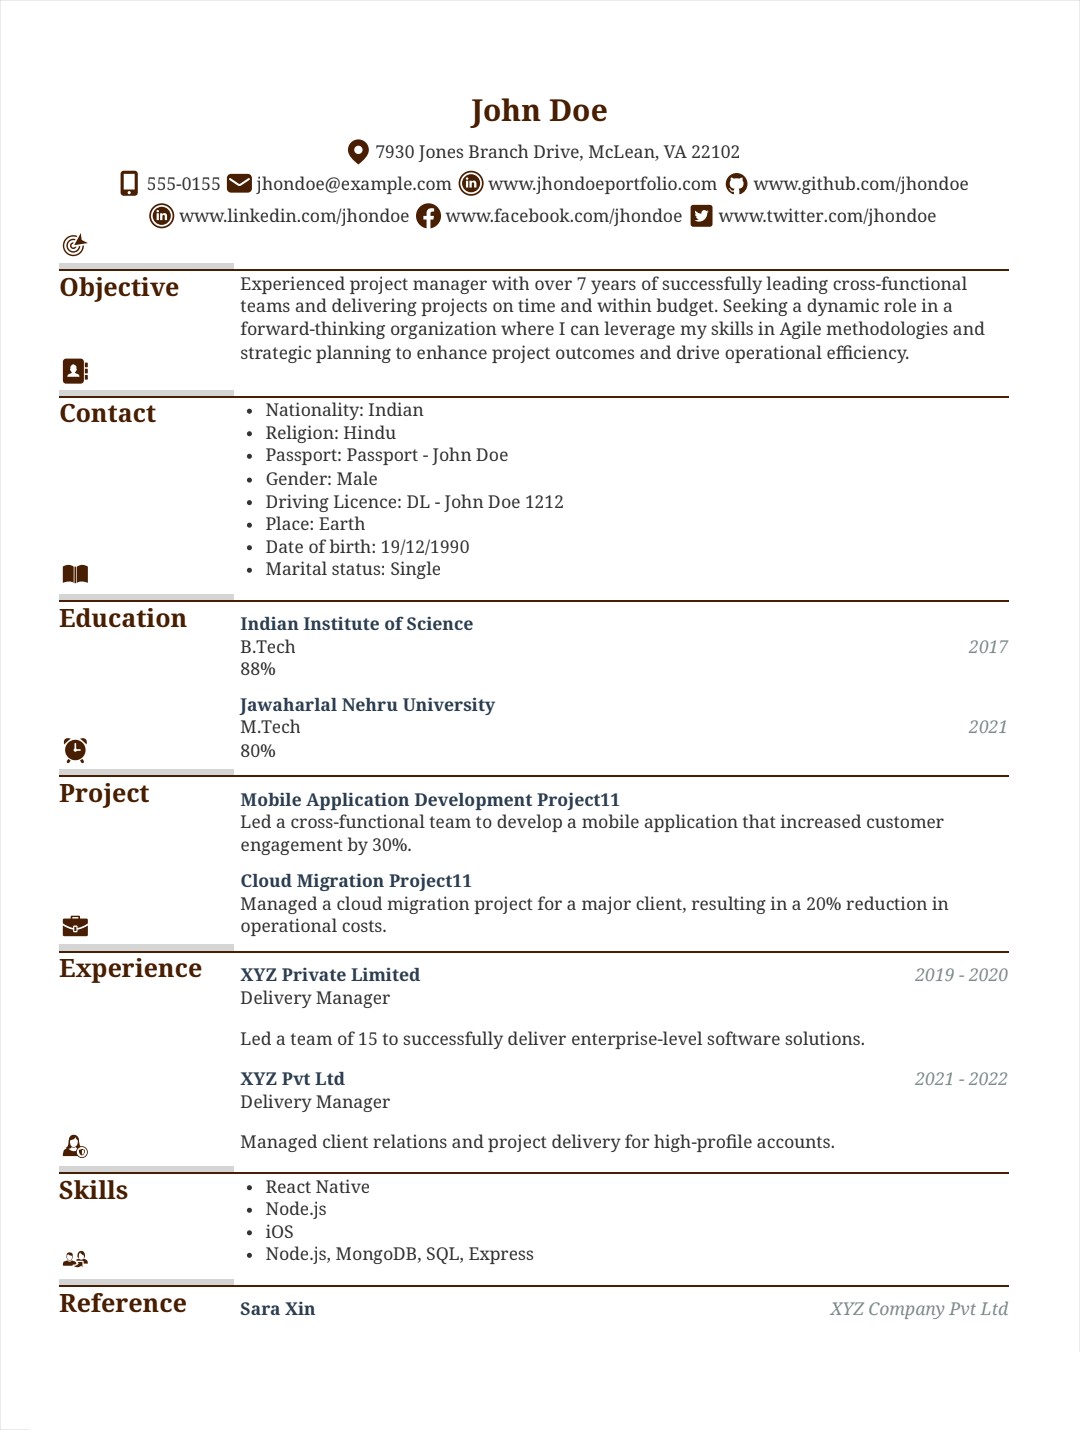 John Doe
7930 Jones Branch Drive, McLean, VA 22102
555-0155 jhondoe@example.com www.jhondoeportfolio.com www.github.com/jhondoe
www.linkedin.com/jhondoe www.facebook.com/jhondoe www.twitter.com/jhondoe
Objective
Experienced project manager with over 7 years of successfully leading cross-functional
teams and delivering projects on time and within budget. Seeking a dynamic role in a
forward-thinking organization where I can leverage my skills in Agile methodologies and
strategic planning to enhance project outcomes and drive operational efficiency.
Contact
• Nationality: Indian
• Religion: Hindu
• Passport: Passport - John Doe
• Gender: Male
• Driving Licence: DL - John Doe 1212
• Place: Earth
• Date of birth: 19/12/1990
• Marital status: Single
Education
Indian Institute of Science
B.Tech 2017
88%
Jawaharlal Nehru University
M.Tech 2021
80%
Project
Mobile Application Development Project11
Led a cross-functional team to develop a mobile application that increased customer
engagement by 30%.
Cloud Migration Project11
Managed a cloud migration project for a major client, resulting in a 20% reduction in
operational costs.
Experience
XYZ Private Limited 2019 - 2020
Delivery Manager
Led a team of 15 to successfully deliver enterprise-level software solutions.
XYZ Pvt Ltd 2021 - 2022
Delivery Manager
Managed client relations and project delivery for high-profile accounts.
Skills
• React Native
• Node.js
• iOS
• Node.js, MongoDB, SQL, Express
Reference
Sara Xin XYZ Company Pvt Ltd